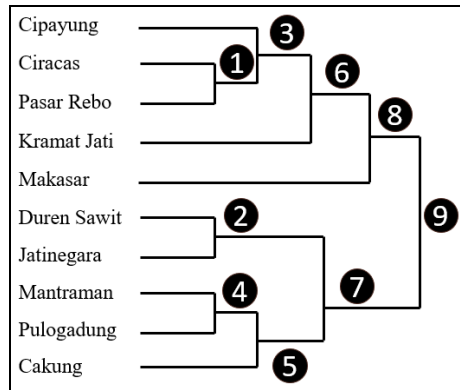 Cipayung
3
Ciracas
1
6
Pasar Rebo
8
Kramat Jati
Makasar
Duren Sawit
2
9
Jatinegara
Mantraman
4
7
Pulogadung
Cakung
5